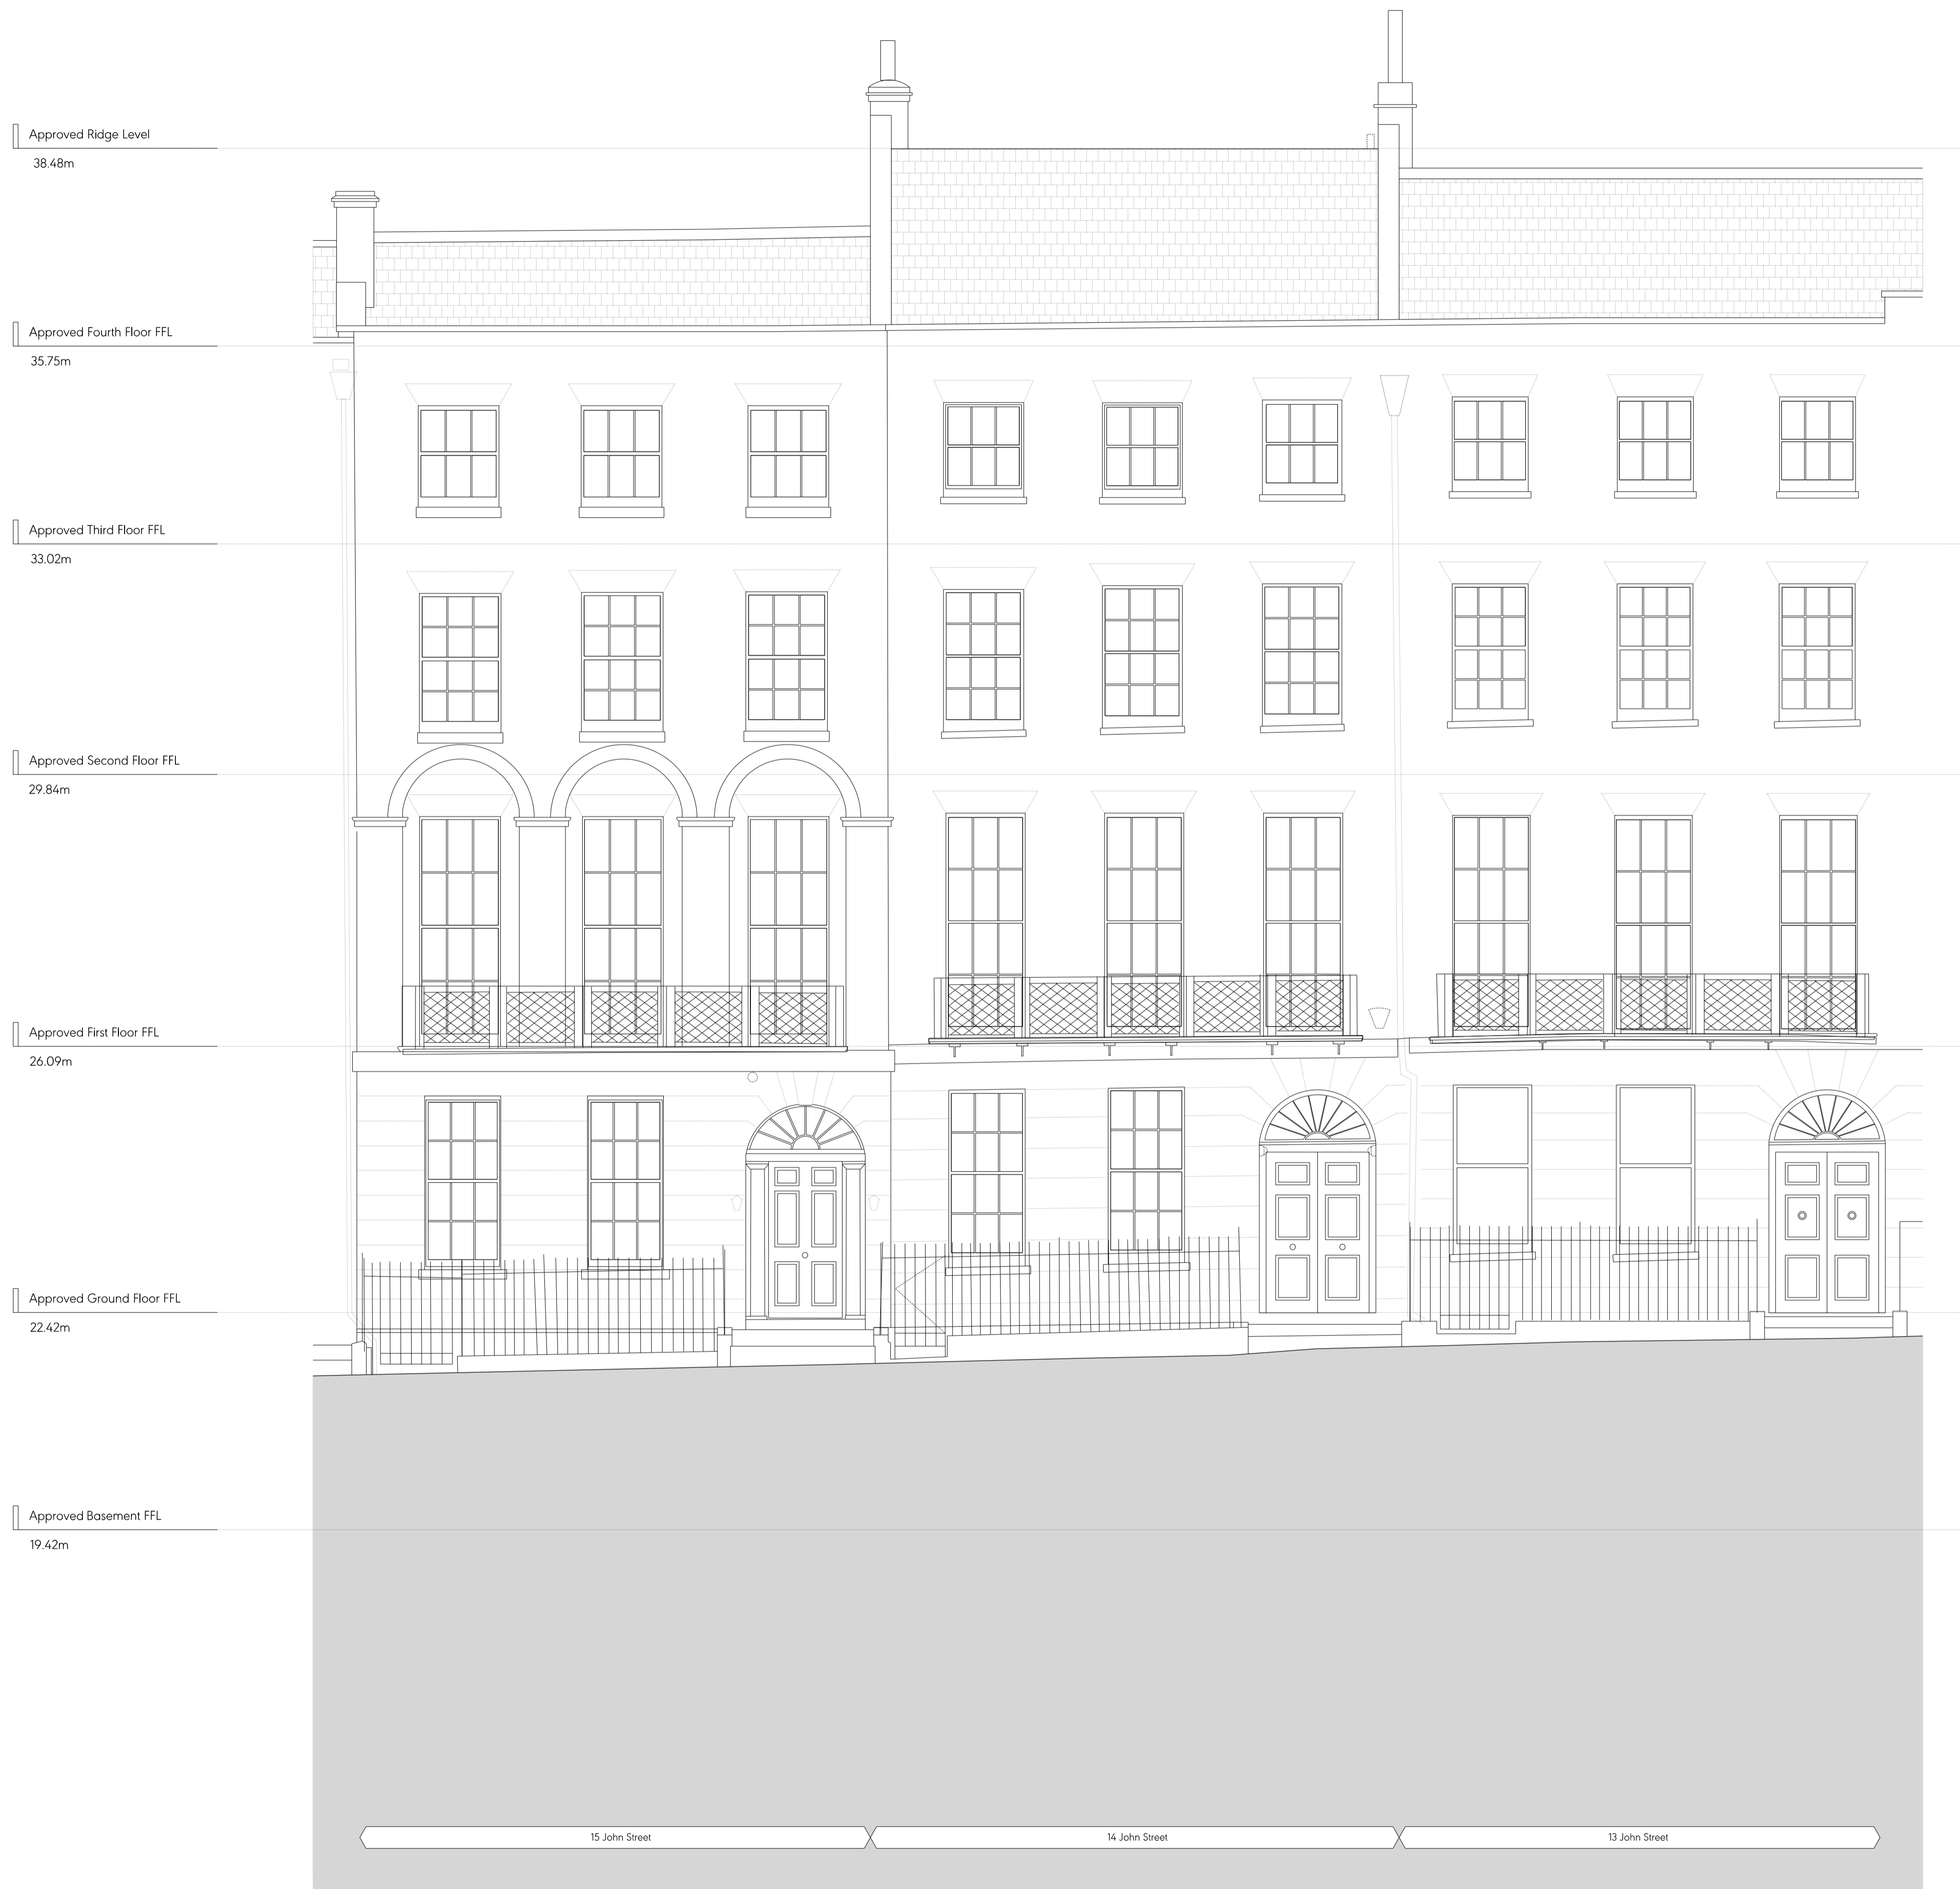 Approved Ridge Level
38.48m
Approved Fourth Floor FFL
35.75m
Approved Third Floor FFL
33.02m
Approved Second Floor FFL
29.84m
Approved First Floor FFL
26.09m
Approved Ground Floor FFL
22.42m
Approved Basement FFL
19.42m
15 John Street
14 John Street
13 John Street